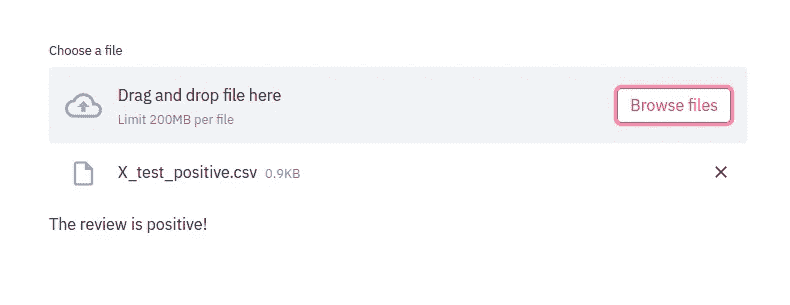 Choose a file
Drag and drop file here
Limit 200MB per file
Browse files
X_test_positive.csv 0.9KB
The review is positive!